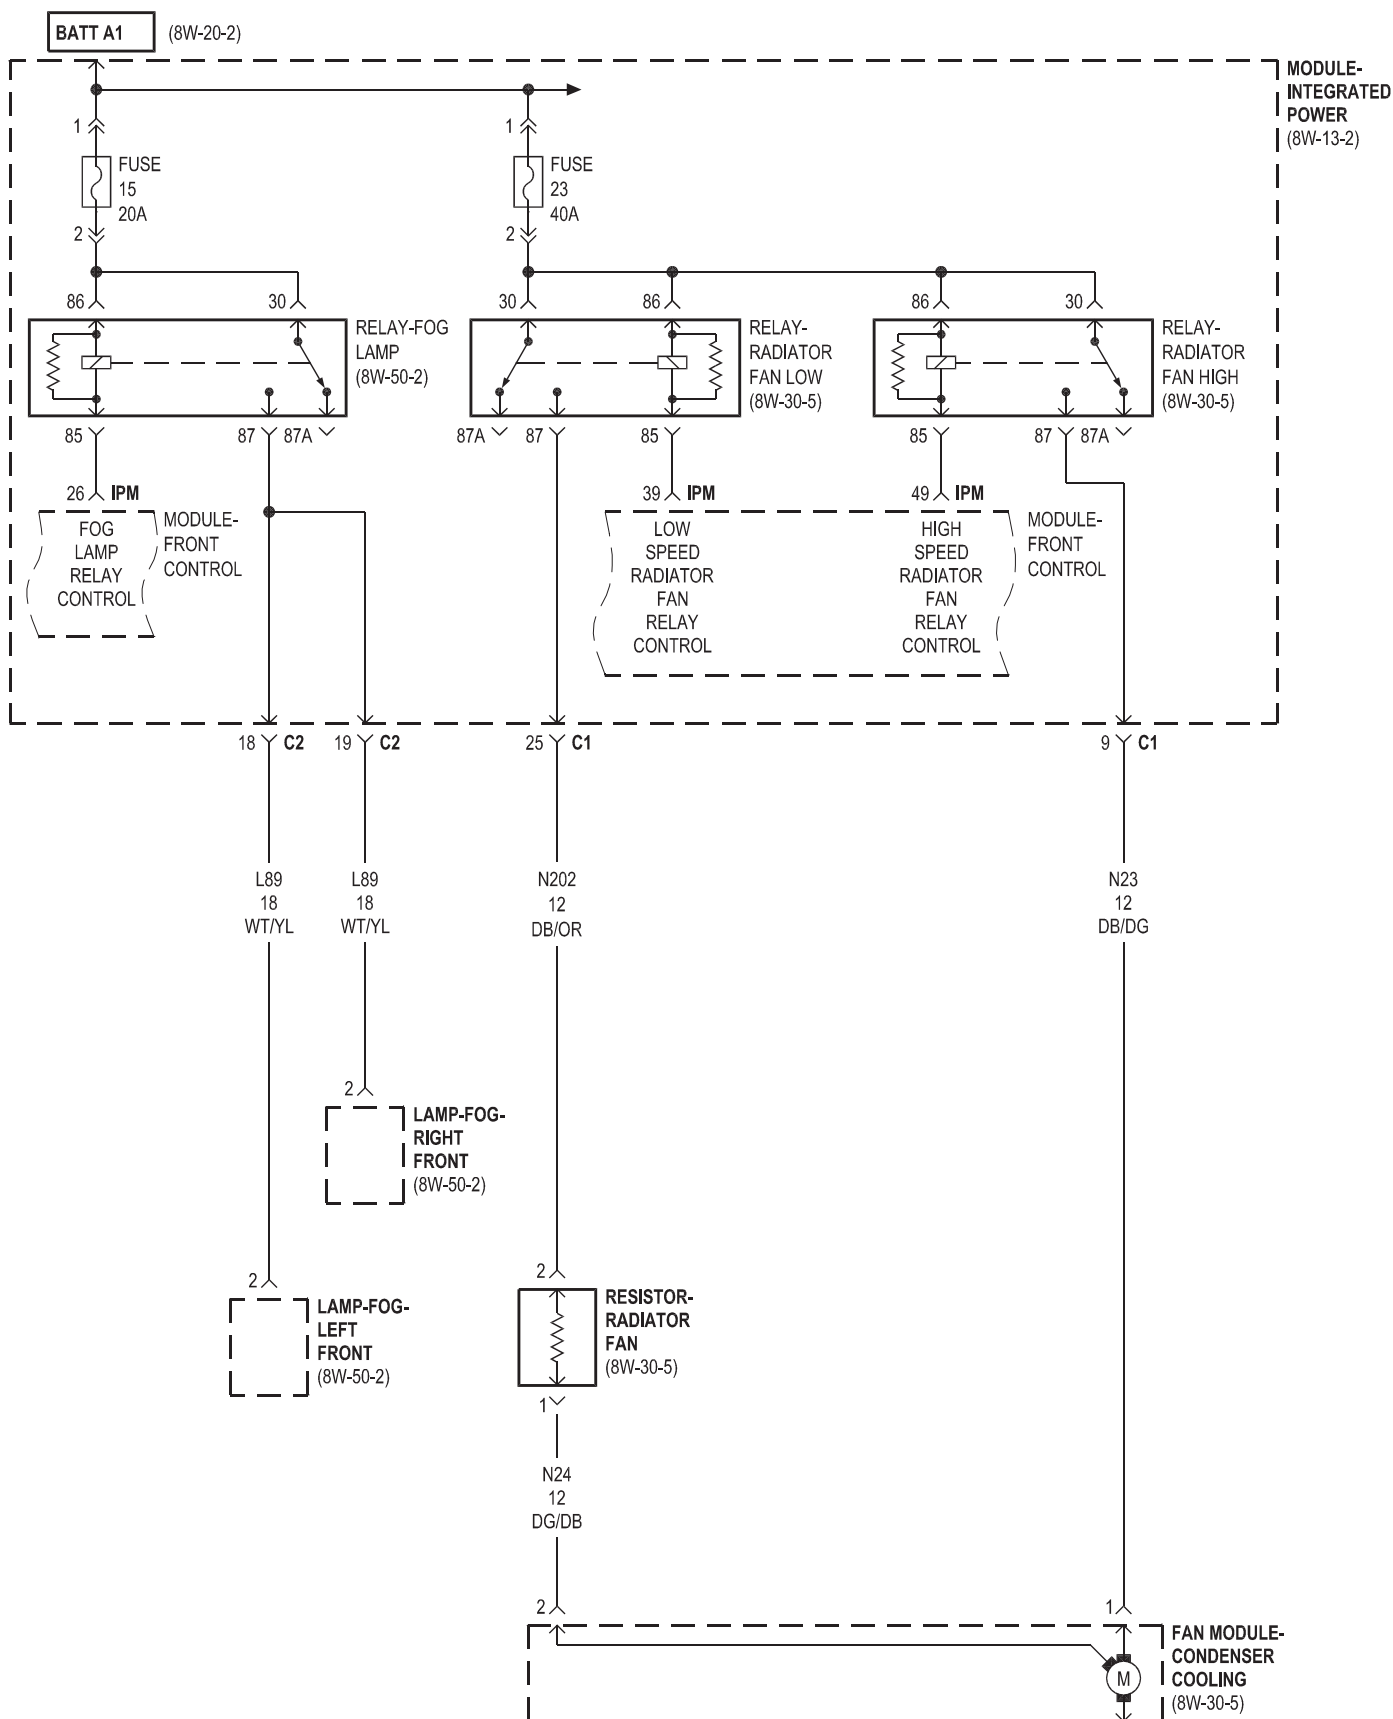 BATT A1 (8W-20-2)
MODULE-
INTEGRATED
POWER
(8W-13-2)
1
FUSE
15
20A
2
1
FUSE
23
40A
2
86
30
30
86
86
30
RELAY-FOG
LAMP
(8W-50-2)
RELAY-
RADIATOR
FAN LOW
(8W-30-5)
RELAY-
RADIATOR
FAN HIGH
(8W-30-5)
85
87
87A
87A
87
85
85
87
87A
26 IPM
39 IPM
49 IPM
FOG
LAMP
RELAY
CONTROL
MODULE-
FRONT
CONTROL
LOW
SPEED
RADIATOR
FAN
RELAY
CONTROL
HIGH
SPEED
RADIATOR
FAN
RELAY
CONTROL
MODULE-
FRONT
CONTROL
18 C2
19 C2
25 C1
9 C1
L89
18
WT/YL
L89
18
WT/YL
N202
12
DB/OR
N23
12
DB/DG
2
LAMP-FOG-
RIGHT
FRONT
(8W-50-2)
2
LAMP-FOG-
LEFT
FRONT
(8W-50-2)
2
RESISTOR-
RADIATOR
FAN
(8W-30-5)
1
N24
12
DG/DB
2
1
FAN MODULE-
CONDENSER
COOLING
(8W-30-5)
M